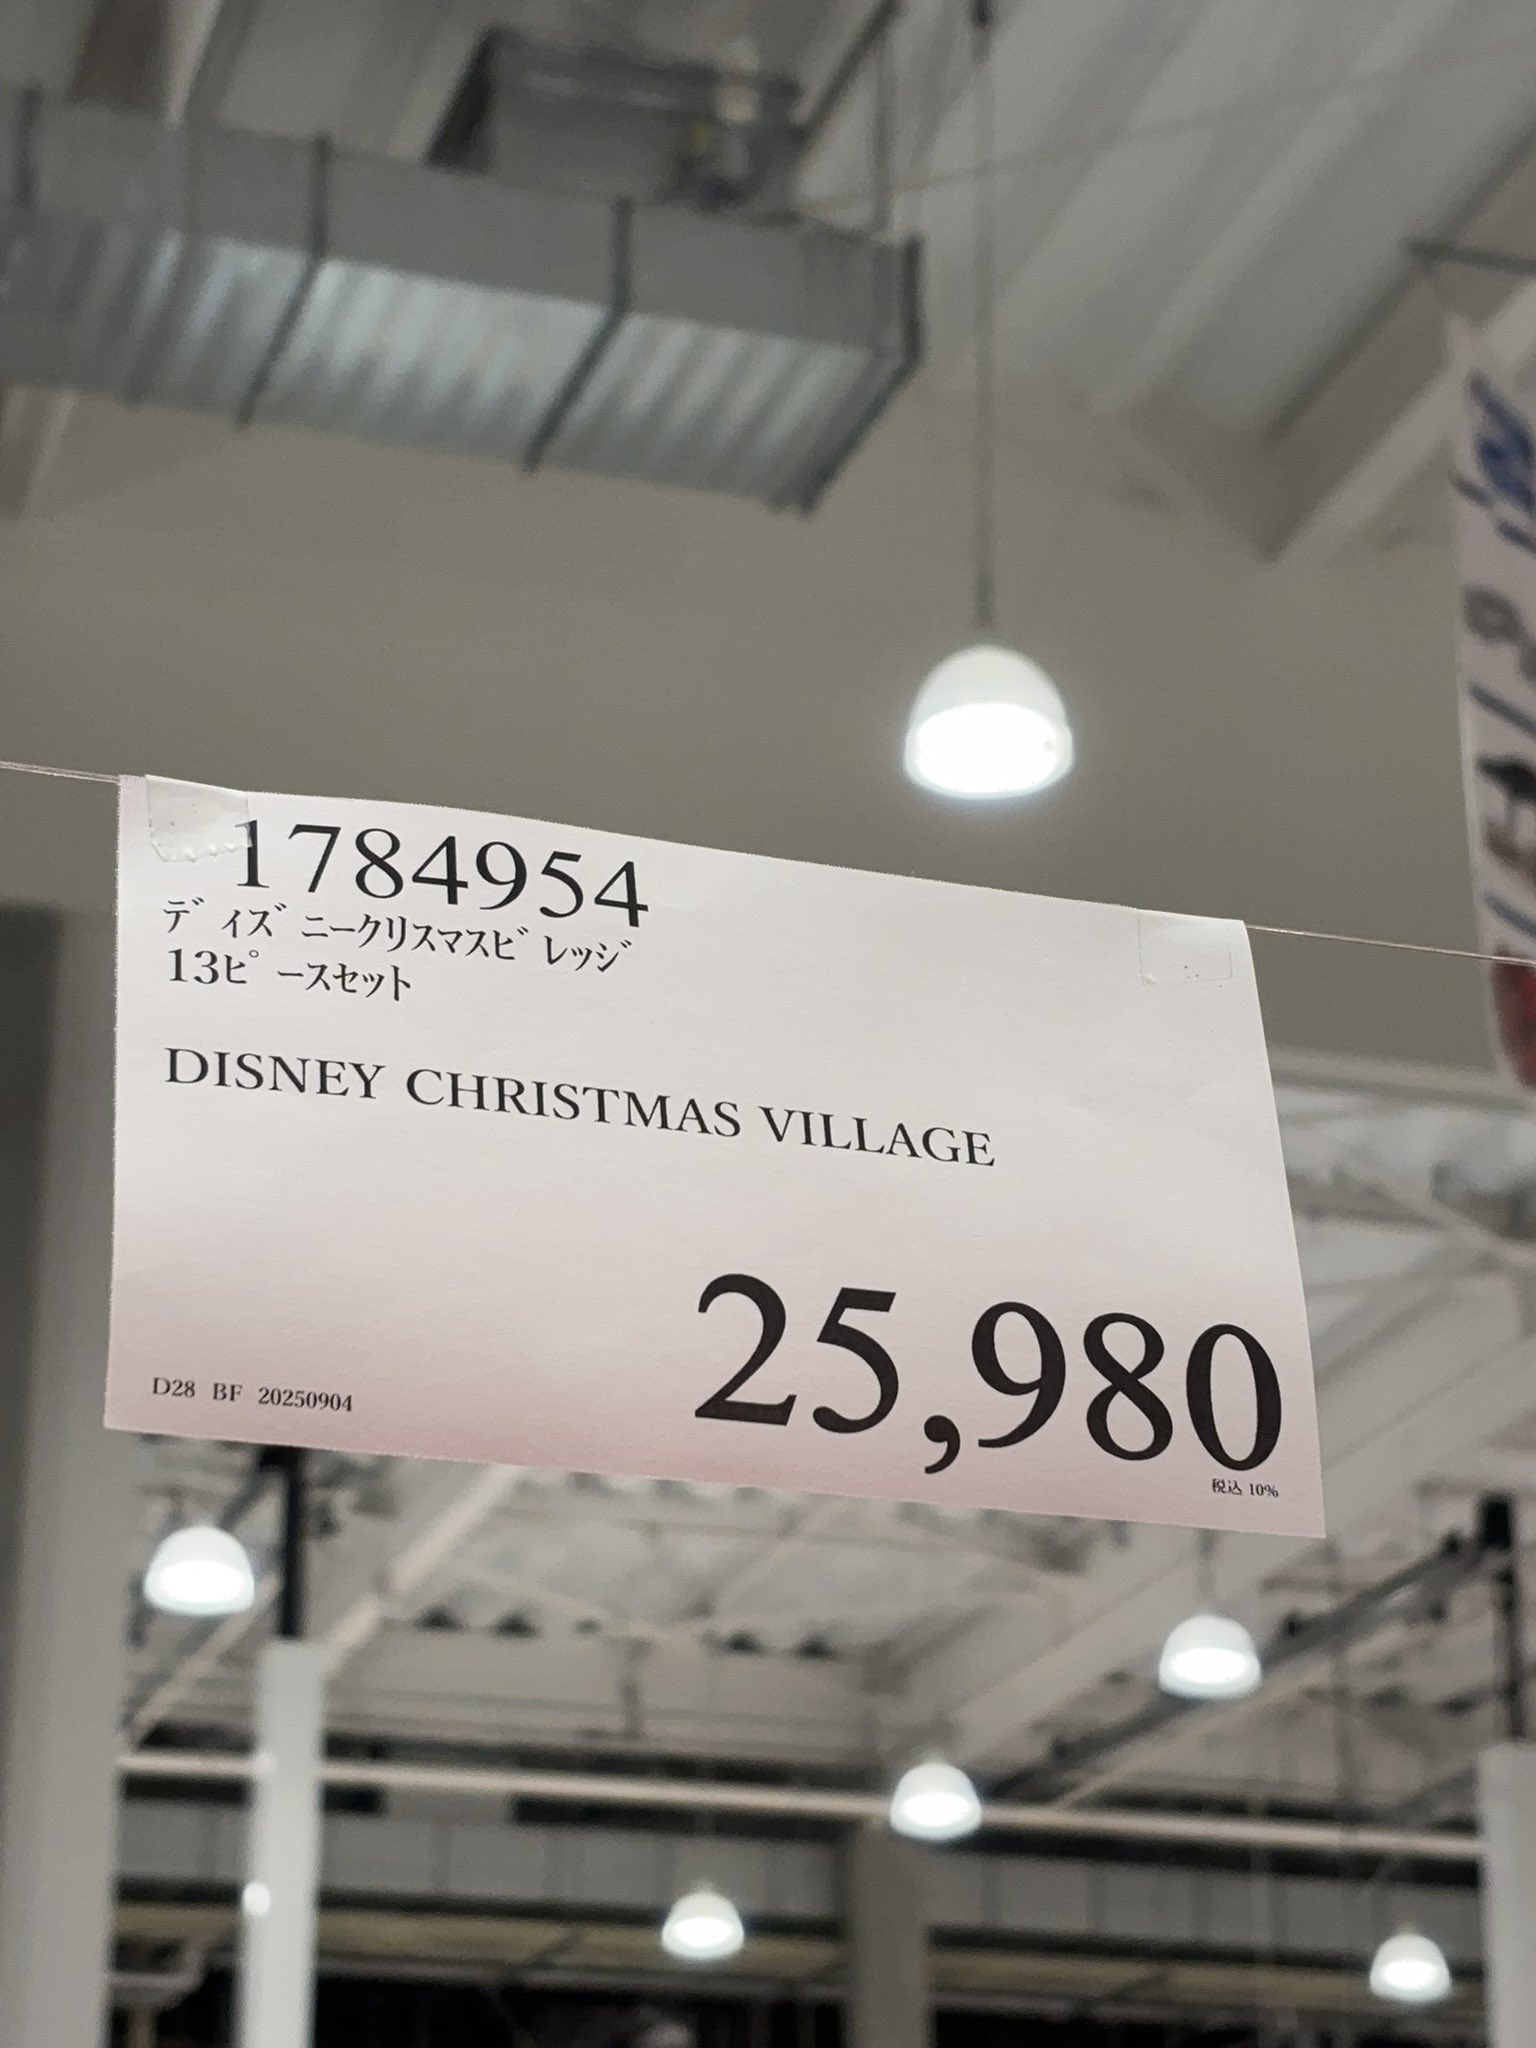 1784954
ﾃﾞｨｽﾞﾆｰｸﾘｽﾏｽﾋﾞﾚｯｼﾞ
13ﾋﾟｰｽｾｯﾄ
DISNEY CHRISTMAS VILLAGE
25,980
税込 10%
D28 BF 20250904